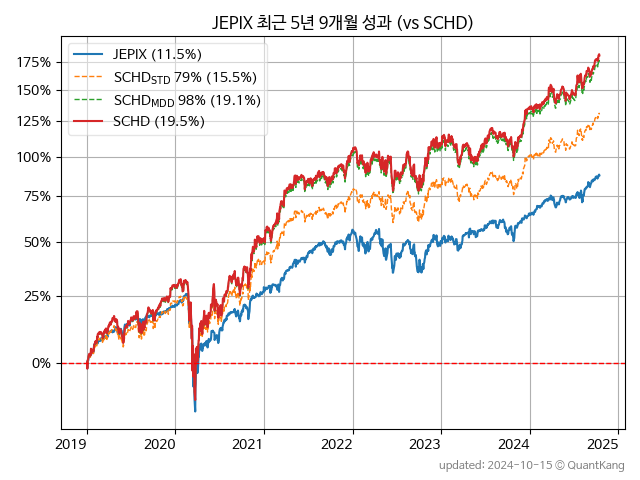 JEPIX 최근 5년 9개월 성과 (vs SCHD)
JEPIX (11.5%)
SCHD_STD 79% (15.5%)
SCHD_MDD 98% (19.1%)
SCHD (19.5%)
175%
150%
125%
100%
75%
50%
25%
0%
2019 2020 2021 2022 2023 2024 2025
updated: 2024-10-15 © QuantKang